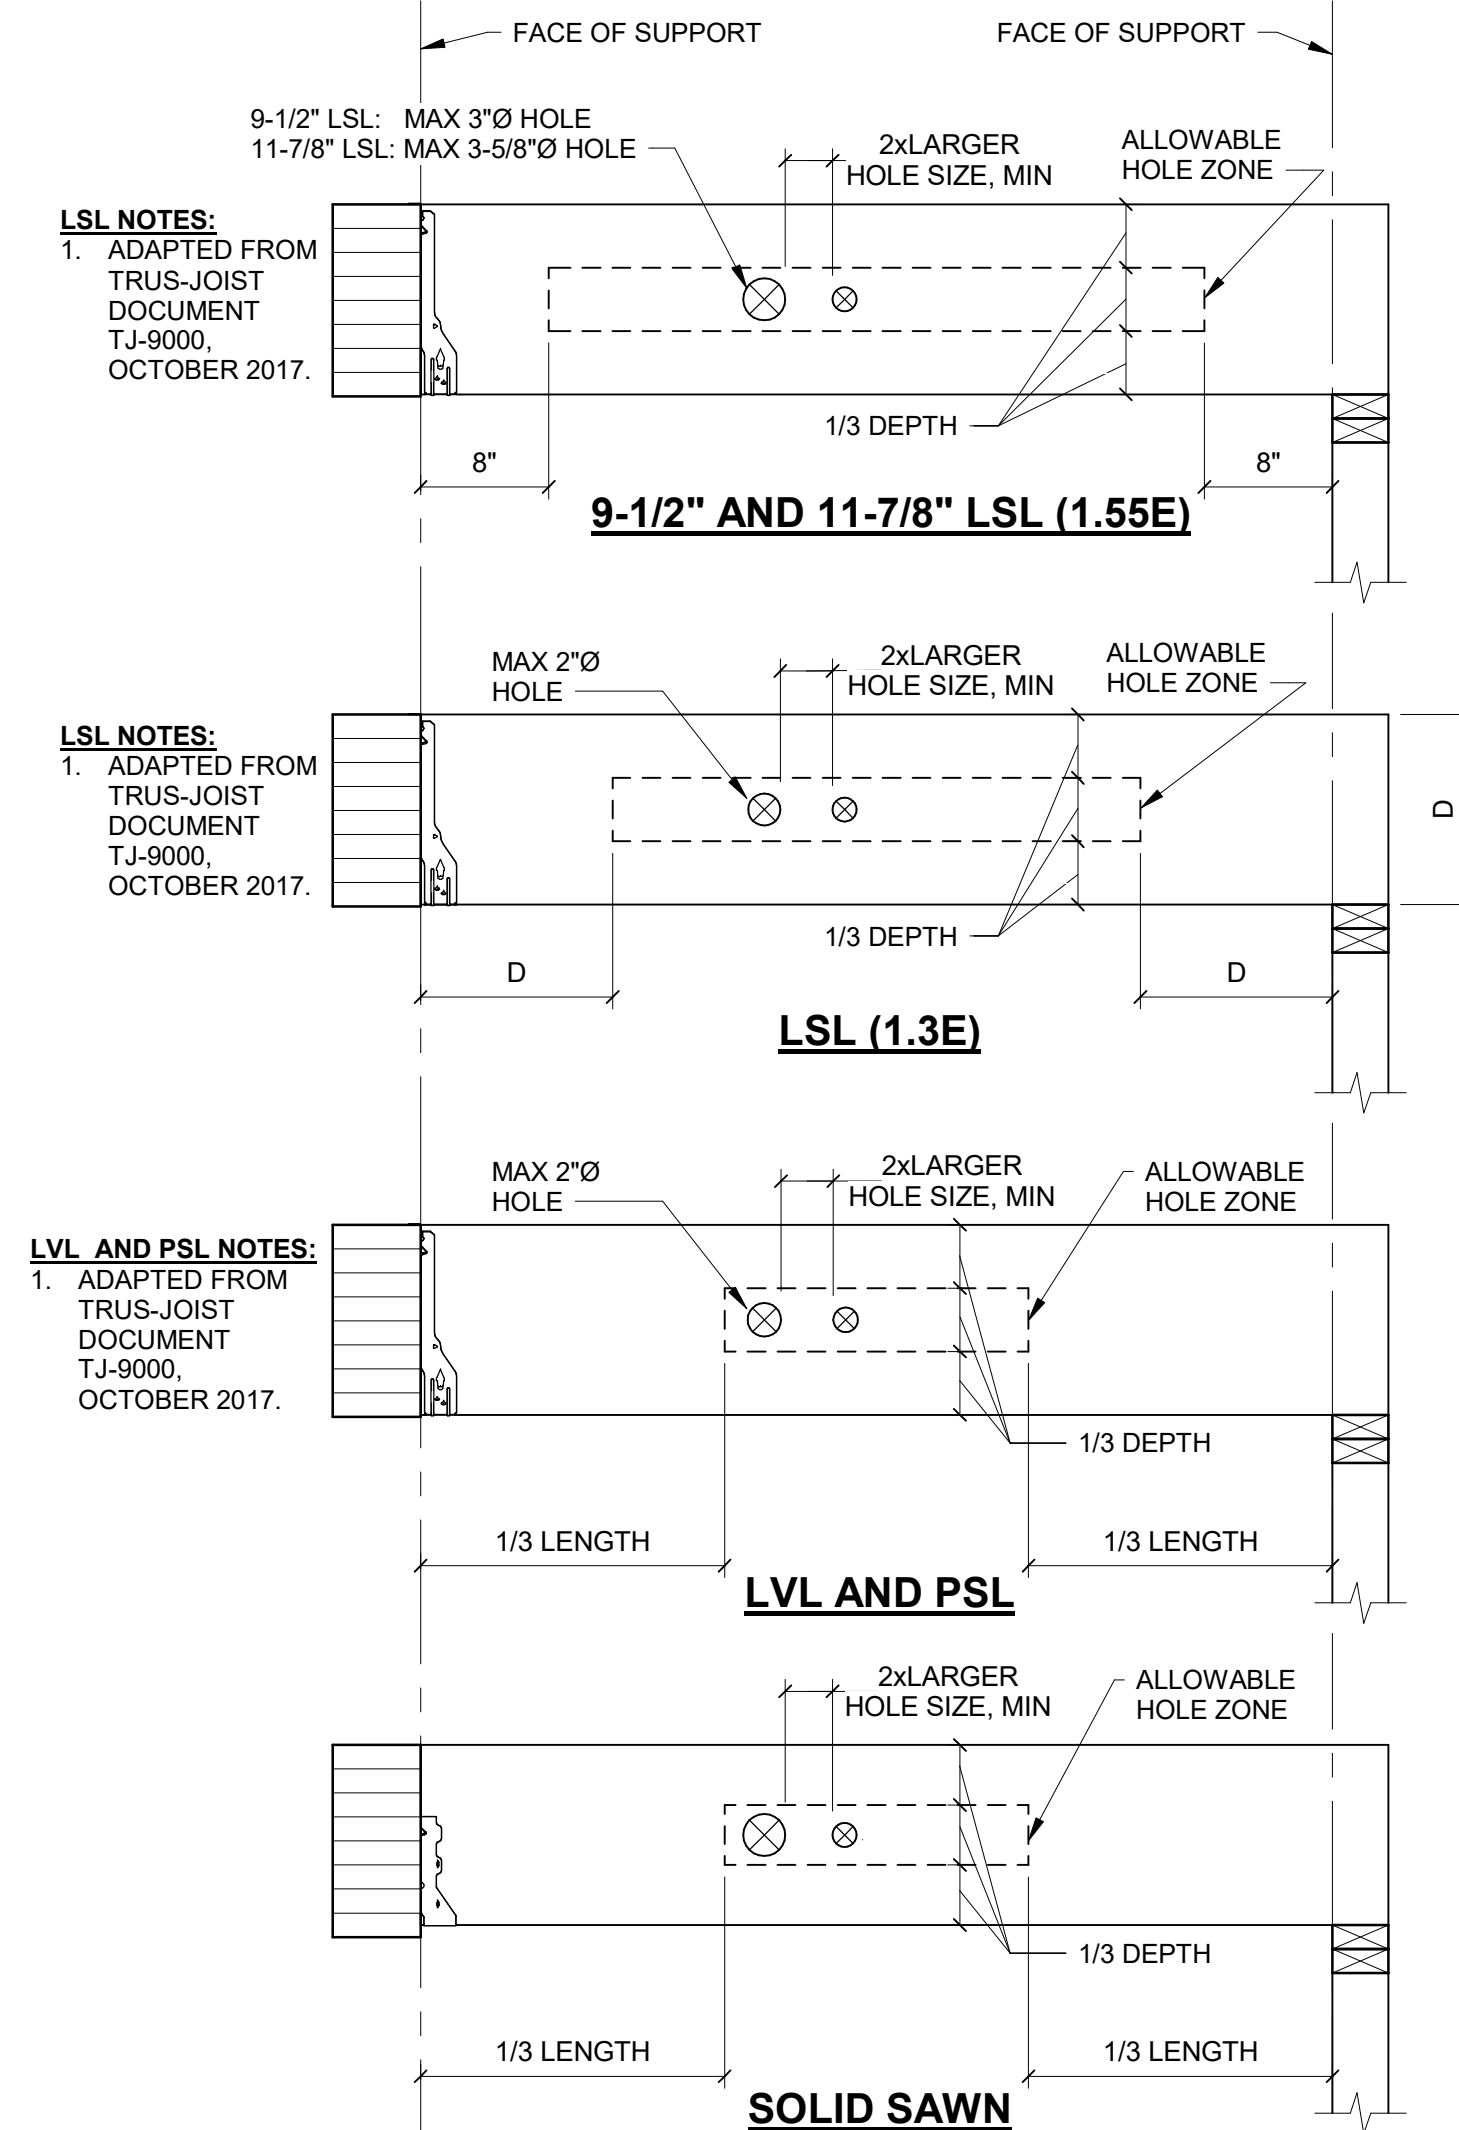 FACE OF SUPPORT
FACE OF SUPPORT
9-1/2" LSL: MAX 3"Ø HOLE
11-7/8" LSL: MAX 3-5/8"Ø HOLE
2xLARGER
HOLE SIZE, MIN
ALLOWABLE
HOLE ZONE
LSL NOTES:
1. ADAPTED FROM
TRUS-JOIST
DOCUMENT
TJ-9000,
OCTOBER 2017.
1/3 DEPTH
8"
8"
9-1/2" AND 11-7/8" LSL (1.55E)
MAX 2"Ø
HOLE
2xLARGER
HOLE SIZE, MIN
ALLOWABLE
HOLE ZONE
LSL NOTES:
1. ADAPTED FROM
TRUS-JOIST
DOCUMENT
TJ-9000,
OCTOBER 2017.
D
1/3 DEPTH
D
D
LSL (1.3E)
MAX 2"Ø
HOLE
2xLARGER
HOLE SIZE, MIN
ALLOWABLE
HOLE ZONE
LVL AND PSL NOTES:
1. ADAPTED FROM
TRUS-JOIST
DOCUMENT
TJ-9000,
OCTOBER 2017.
1/3 DEPTH
1/3 LENGTH
1/3 LENGTH
LVL AND PSL
2xLARGER
HOLE SIZE, MIN
ALLOWABLE
HOLE ZONE
1/3 DEPTH
1/3 LENGTH
1/3 LENGTH
SOLID SAWN